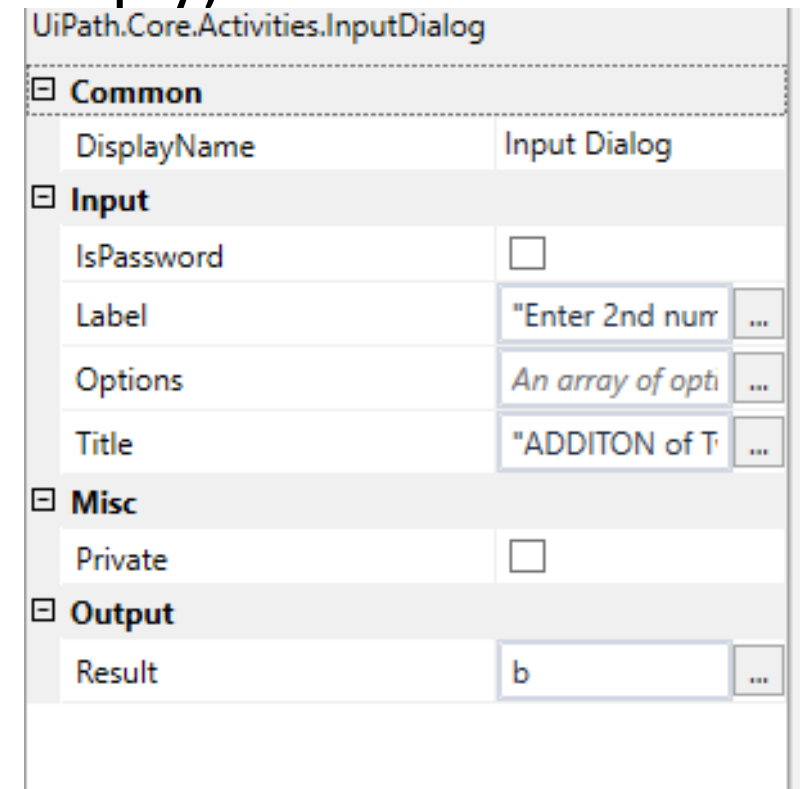 UiPath.Core.Activities.InputDialog
Common
DisplayName Input Dialog
Input
IsPassword
Label "Enter 2nd num ...
Options An array of opti ...
Title "ADDITON of T ...
Misc
Private
Output
Result b ...